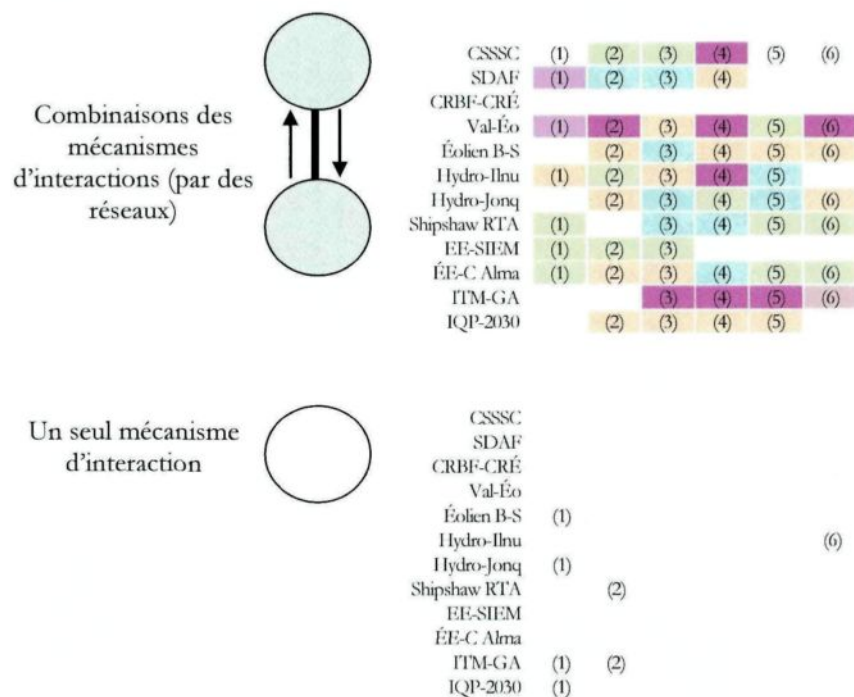 Combinaisons des
mécanismes
d'interactions (par des
réseaux)
CSSSC (1) (2) (3) (4) (5) (6)
SDAF (1) (2) (3) (4)
CRBF-CRÉ
Val-Éo (1) (2) (3) (4) (5) (6)
Éolien B-S (2) (3) (4) (5) (6)
Hydro-Ilnu (1) (2) (3) (4) (5)
Hydro-Jonq (2) (3) (4) (5) (6)
Shipshaw RTA (1) (3) (4) (5) (6)
EE-SIEM (1) (2) (3)
ÉE-C Alma (1) (2) (3) (4) (5) (6)
ITM-GA (3) (4) (5) (6)
IQP-2030 (2) (3) (4) (5)
Un seul mécanisme
d'interaction
CSSSC
SDAF
CRBF-CRÉ
Val-Éo
Éolien B-S (1)
Hydro-Ilnu (6)
Hydro-Jonq (1)
Shipshaw RTA (2)
EE-SIEM
ÉE-C Alma
ITM-GA (1) (2)
IQP-2030 (1)